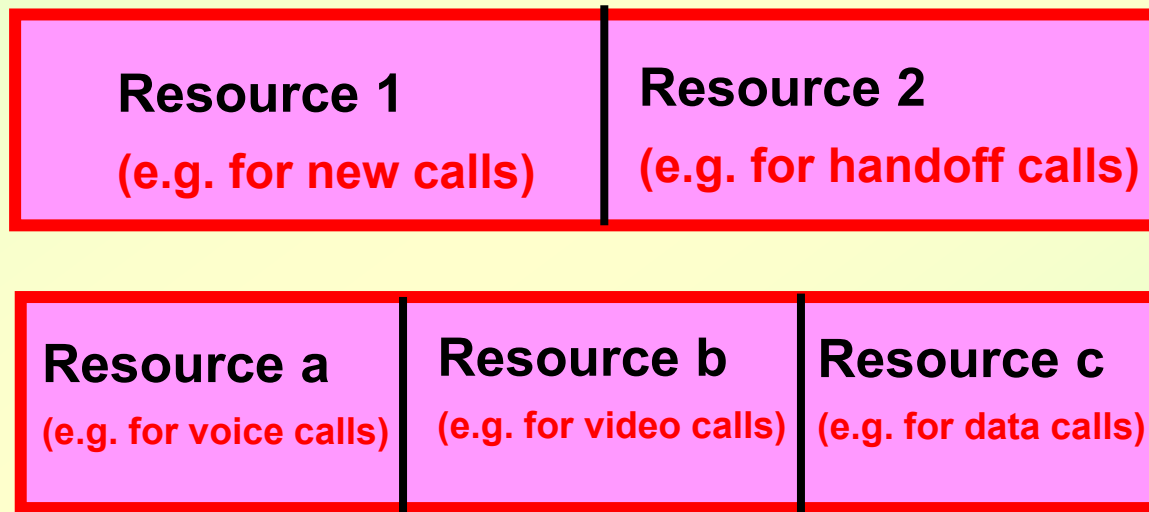 Resource 1
(e.g. for new calls)
Resource 2
(e.g. for handoff calls)
Resource a
(e.g. for voice calls)
Resource b
(e.g. for video calls)
Resource c
(e.g. for data calls)